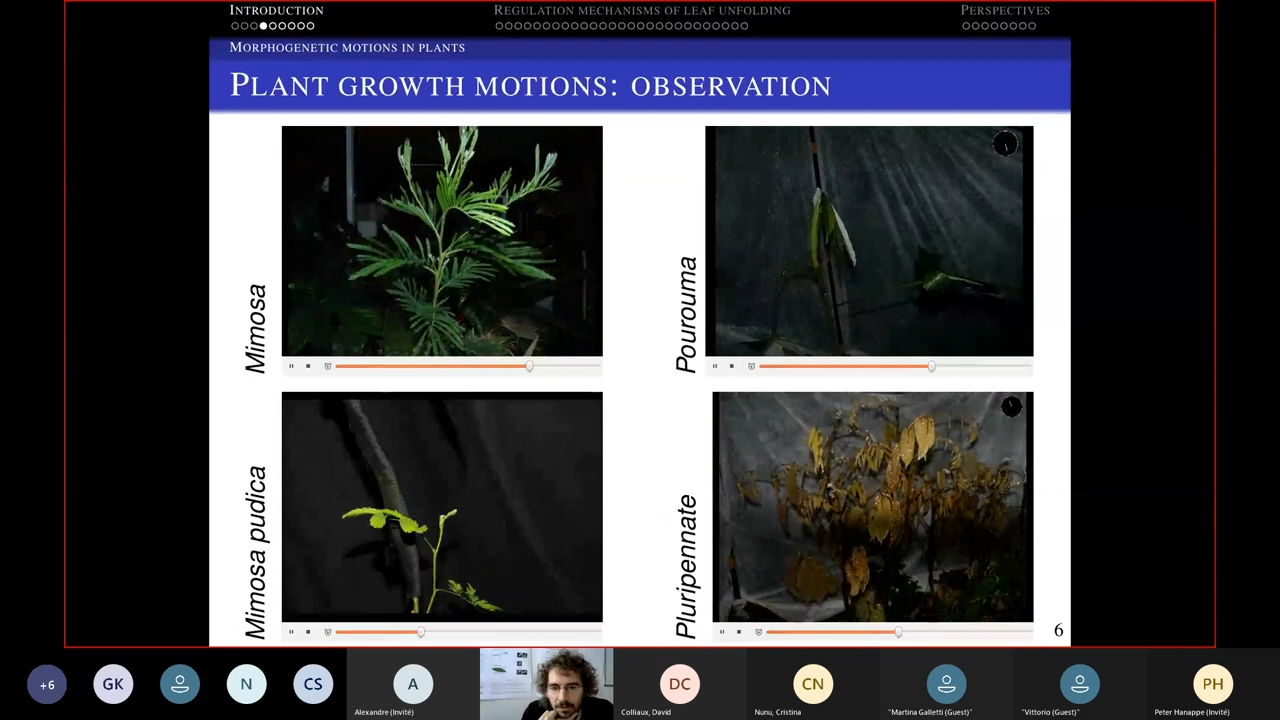 INTRODUCTION
REGULATION MECHANISMS OF LEAF UNFOLDING
PERSPECTIVES
MORPHOGENETIC MOTIONS IN PLANTS
PLANT GROWTH MOTIONS: OBSERVATION
Mimosa
Pourouma
Mimosa pudica
Pluripennate
6
+6
GK
N
CS
A
Alexandre (Invité)
DC
Colliaux, David
CN
Nunu, Cristina
"Martina Galletti (Guest)"
"Vittorio (Guest)"
PH
Peter Hanappe (Invité)